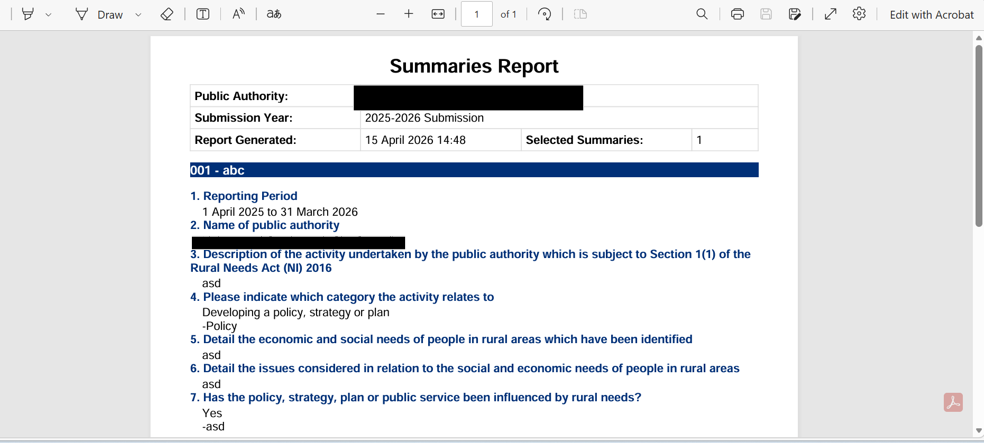 Draw
aあ
1 of 1
Edit with Acrobat
Summaries Report
Public Authority:
Submission Year: 2025-2026 Submission
Report Generated: 15 April 2026 14:48 Selected Summaries: 1
001 - abc
1. Reporting Period
1 April 2025 to 31 March 2026
2. Name of public authority
3. Description of the activity undertaken by the public authority which is subject to Section 1(1) of the
Rural Needs Act (NI) 2016
asd
4. Please indicate which category the activity relates to
Developing a policy, strategy or plan
-Policy
5. Detail the economic and social needs of people in rural areas which have been identified
asd
6. Detail the issues considered in relation to the social and economic needs of people in rural areas
asd
7. Has the policy, strategy, plan or public service been influenced by rural needs?
Yes
-asd